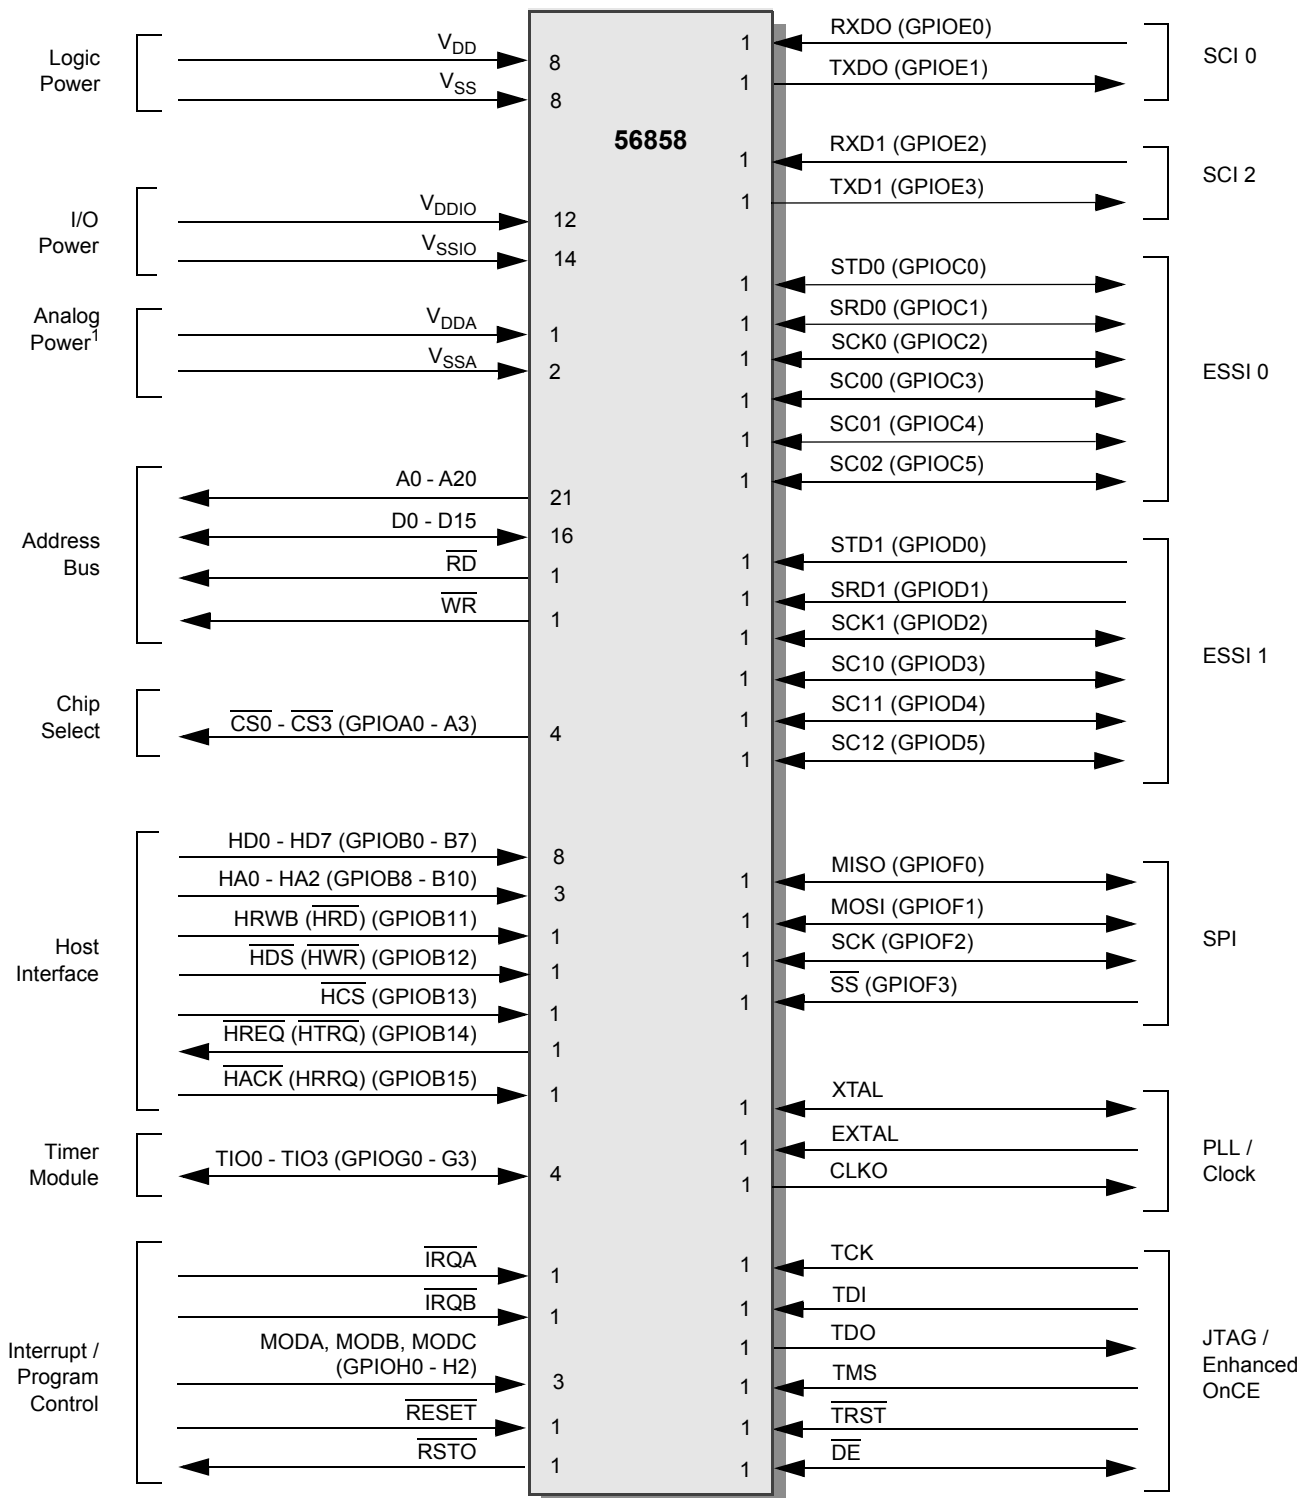 56858
Logic
Power
V_DD
8
V_SS
8
I/O
Power
V_DDIO
12
V_SSIO
14
Analog
Power1
V_DDA
1
V_SSA
2
Address
Bus
A0 - A20
21
D0 - D15
16
RD
1
WR
1
Chip
Select
CS0 - CS3 (GPIOA0 - A3)
4
Host
Interface
HD0 - HD7 (GPIOB0 - B7)
8
HA0 - HA2 (GPIOB8 - B10)
3
HRWB (HRD) (GPIOB11)
1
HDS (HWR) (GPIOB12)
1
HCS (GPIOB13)
1
HREQ (HTRQ) (GPIOB14)
1
HACK (HRRQ) (GPIOB15)
1
Timer
Module
TIO0 - TIO3 (GPIOG0 - G3)
4
Interrupt /
Program
Control
IRQA
1
IRQB
1
MODA, MODB, MODC
(GPIOH0 - H2)
3
RESET
1
RSTO
1
1
RXDO (GPIOE0)
1
TXDO (GPIOE1)
SCI 0
1
RXD1 (GPIOE2)
1
TXD1 (GPIOE3)
SCI 2
1
STD0 (GPIOC0)
1
SRD0 (GPIOC1)
1
SCK0 (GPIOC2)
1
SC00 (GPIOC3)
1
SC01 (GPIOC4)
1
SC02 (GPIOC5)
ESSI 0
1
STD1 (GPIOD0)
1
SRD1 (GPIOD1)
1
SCK1 (GPIOD2)
1
SC10 (GPIOD3)
1
SC11 (GPIOD4)
1
SC12 (GPIOD5)
ESSI 1
1
MISO (GPIOF0)
1
MOSI (GPIOF1)
1
SCK (GPIOF2)
1
SS (GPIOF3)
SPI
1
XTAL
1
EXTAL
1
CLKO
PLL /
Clock
1
TCK
1
TDI
1
TDO
1
TMS
1
TRST
1
DE
JTAG /
Enhanced
OnCE